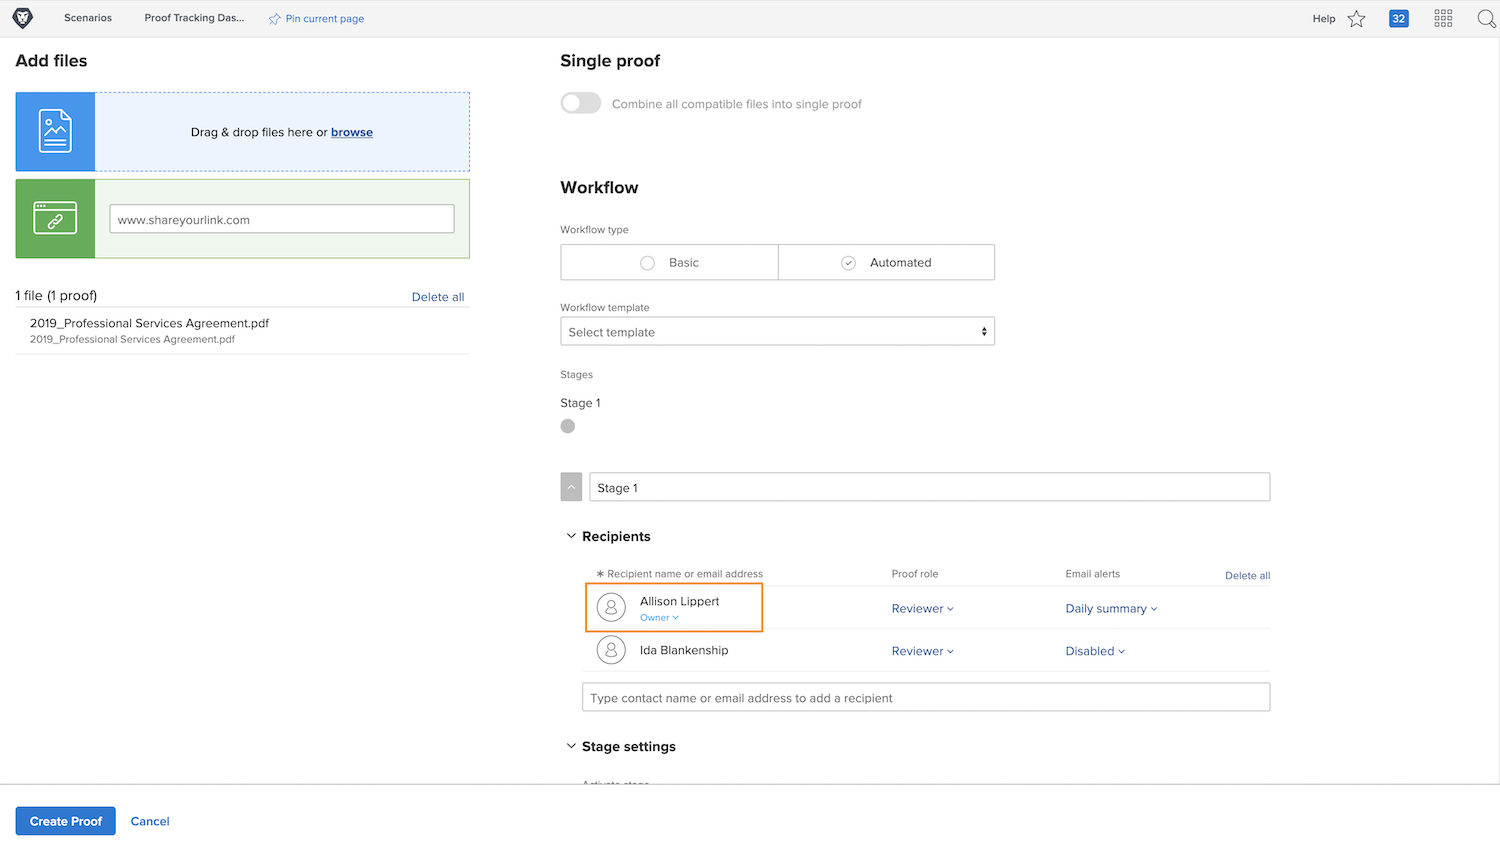 Scenarios
Proof Tracking Das...
Pin current page
Help
32
Add files
Drag & drop files here or browse
www.shareyourlink.com
1 file (1 proof)
Delete all
2019_Professional Services Agreement.pdf
2019_Professional Services Agreement.pdf
Single proof
Combine all compatible files into single proof
Workflow
Workflow type
Basic
Automated
Workflow template
Select template
Stages
Stage 1
Stage 1
Recipients
* Recipient name or email address
Proof role
Email alerts
Delete all
Allison Lippert
Owner
Reviewer
Daily summary
Ida Blankenship
Reviewer
Disabled
Type contact name or email address to add a recipient
Stage settings
Create Proof
Cancel